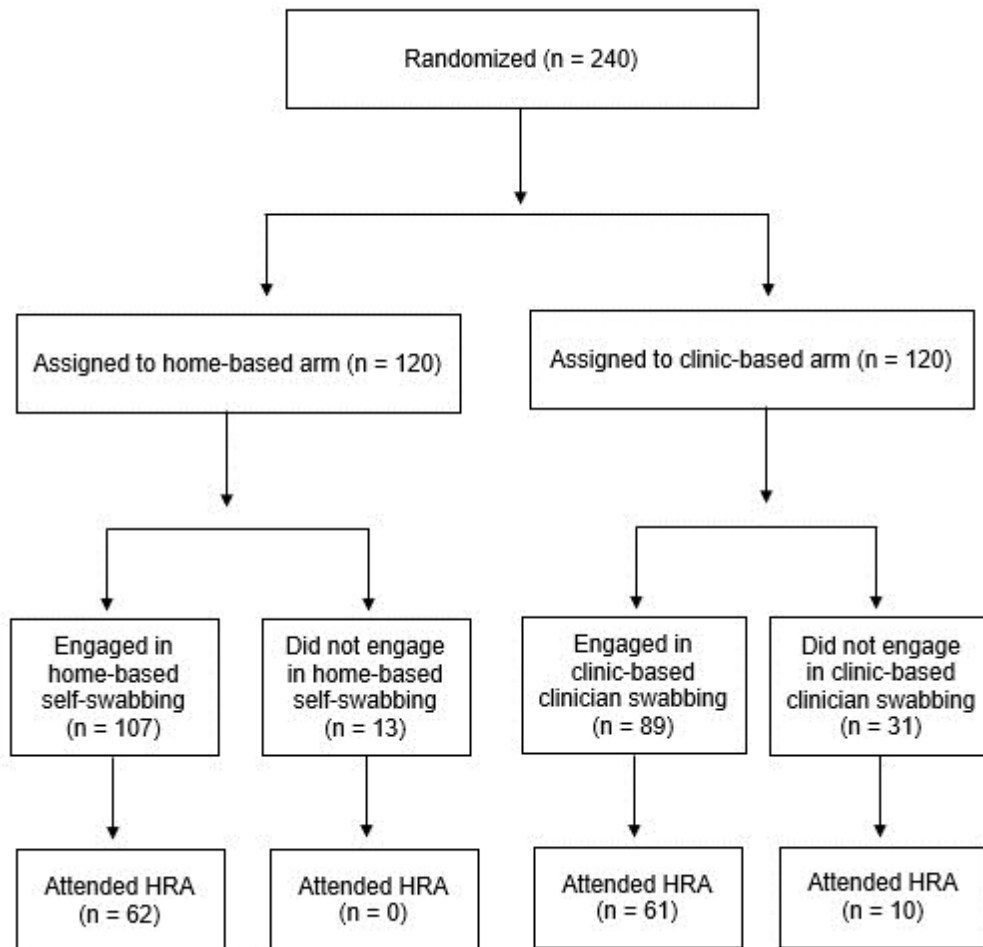 Randomized (n = 240)
Assigned to home-based arm (n = 120)
Assigned to clinic-based arm (n = 120)
Engaged in
home-based
self-swabbing
(n = 107)
Did not engage
in home-based
self-swabbing
(n = 13)
Engaged in
clinic-based
clinician swabbing
(n = 89)
Did not engage
in clinic-based
clinician swabbing
(n = 31)
Attended HRA
(n = 62)
Attended HRA
(n = 0)
Attended HRA
(n = 61)
Attended HRA
(n = 10)